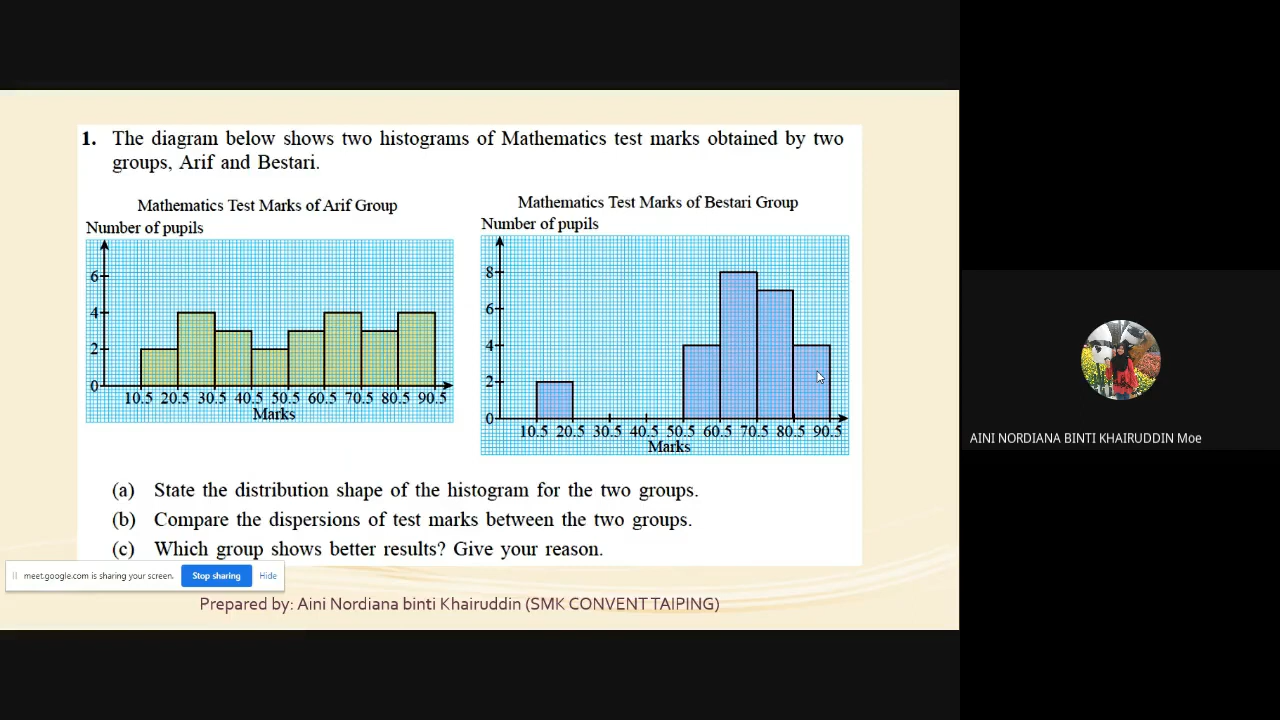 1. The diagram below shows two histograms of Mathematics test marks obtained by two
groups, Arif and Bestari.
Mathematics Test Marks of Arif Group
Number of pupils
6
4
2
0
10.5 20.5 30.5 40.5 50.5 60.5 70.5 80.5 90.5
Marks
Mathematics Test Marks of Bestari Group
Number of pupils
8
6
4
2
0
10.5 20.5 30.5 40.5 50.5 60.5 70.5 80.5 90.5
Marks
(a) State the distribution shape of the histogram for the two groups.
(b) Compare the dispersions of test marks between the two groups.
(c) Which group shows better results? Give your reason.
meet.google.com is sharing your screen. Stop sharing Hide
Prepared by: Aini Nordiana binti Khairuddin (SMK CONVENT TAIPING)
AINI NORDIANA BINTI KHAIRUDDIN Moe